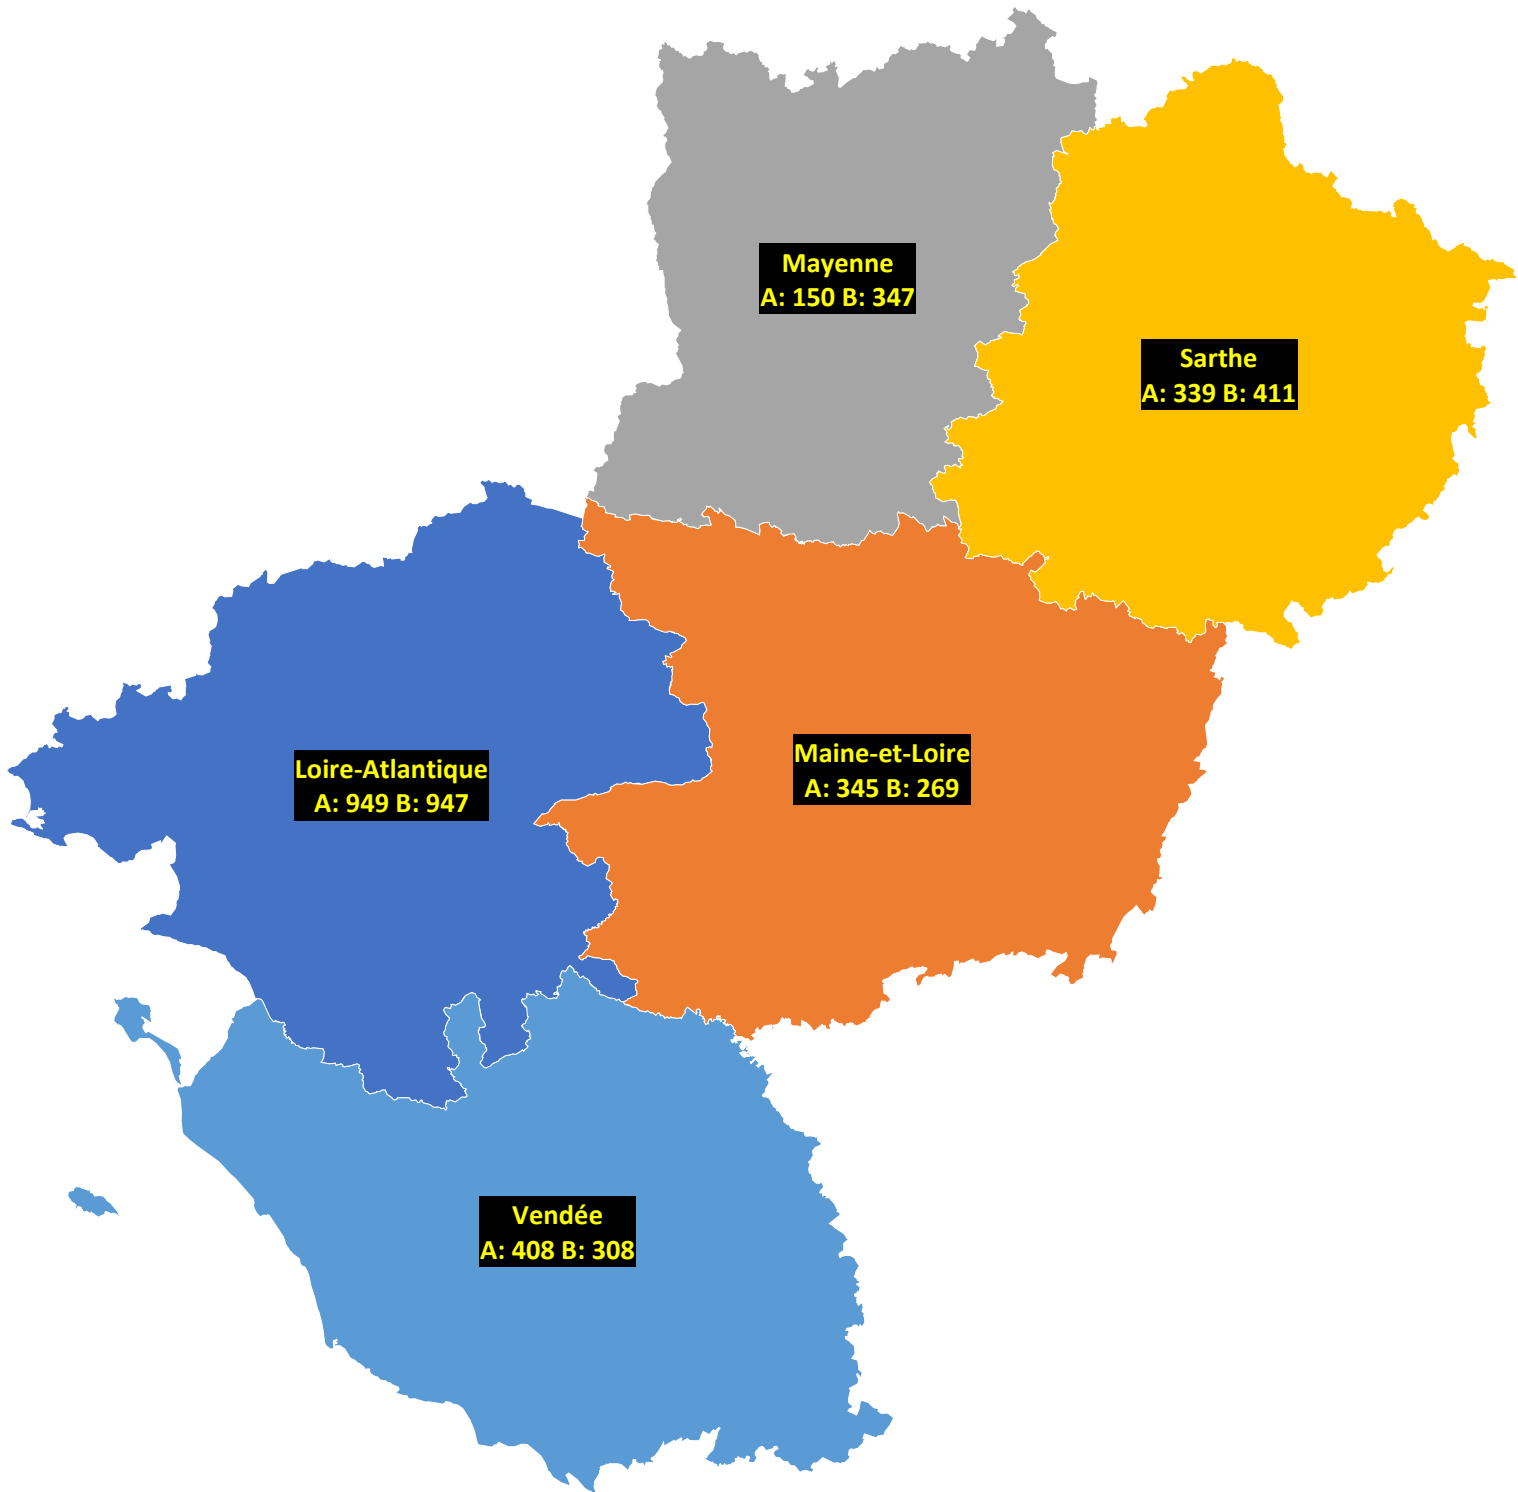 Mayenne
A: 150 B: 347
Sarthe
A: 339 B: 411
Loire-Atlantique
A: 949 B: 947
Maine-et-Loire
A: 345 B: 269
Vendée
A: 408 B: 308